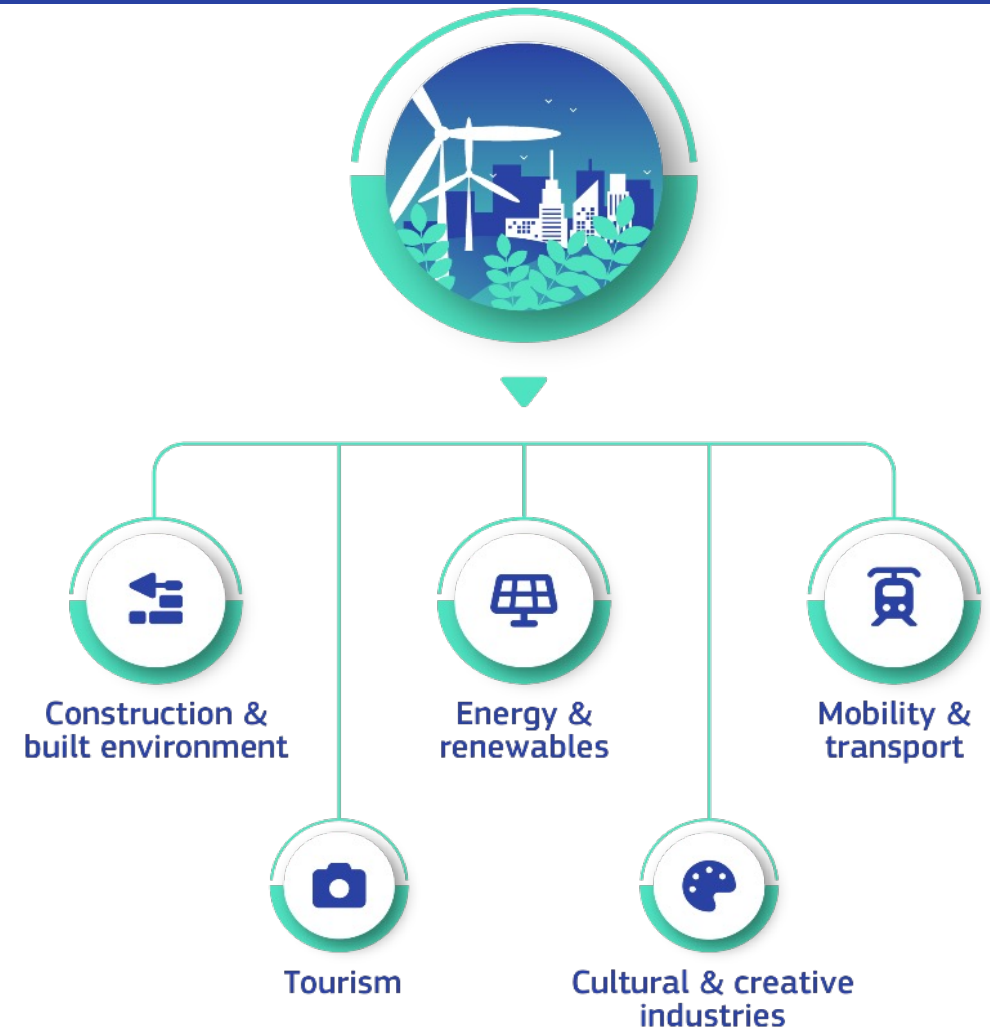 Construction &
built environment
Energy &
renewables
Mobility &
transport
Tourism
Cultural & creative
industries